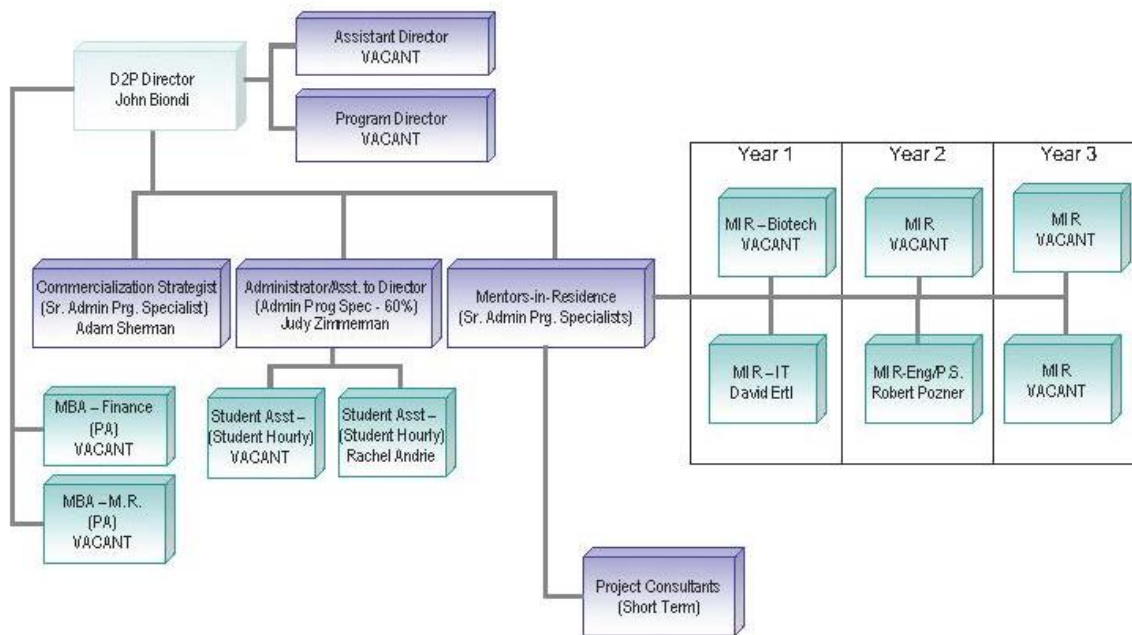 Assistant Director
VACANT
D2P Director
John Biondi
Program Director
VACANT
Year 1
Year 2
Year 3
MIR – Biotech
VACANT
MIR
VACANT
MIR
VACANT
Commercialization Strategist
(Sr. Admin Prg. Specialist)
Adam Sherman
Administrator/Asst. to Director
(Admin Prog Spec - 60%)
Judy Zimmerman
Mentors-in-Residence
(Sr. Admin Prg. Specialists)
MIR – IT
David Ertl
MIR-Eng/P.S.
Robert Pozner
MIR
VACANT
MBA – Finance
(PA)
VACANT
Student Asst –
(Student Hourly)
VACANT
Student Asst –
(Student Hourly)
Rachel Andrie
MBA – M.R.
(PA)
VACANT
Project Consultants
(Short Term)